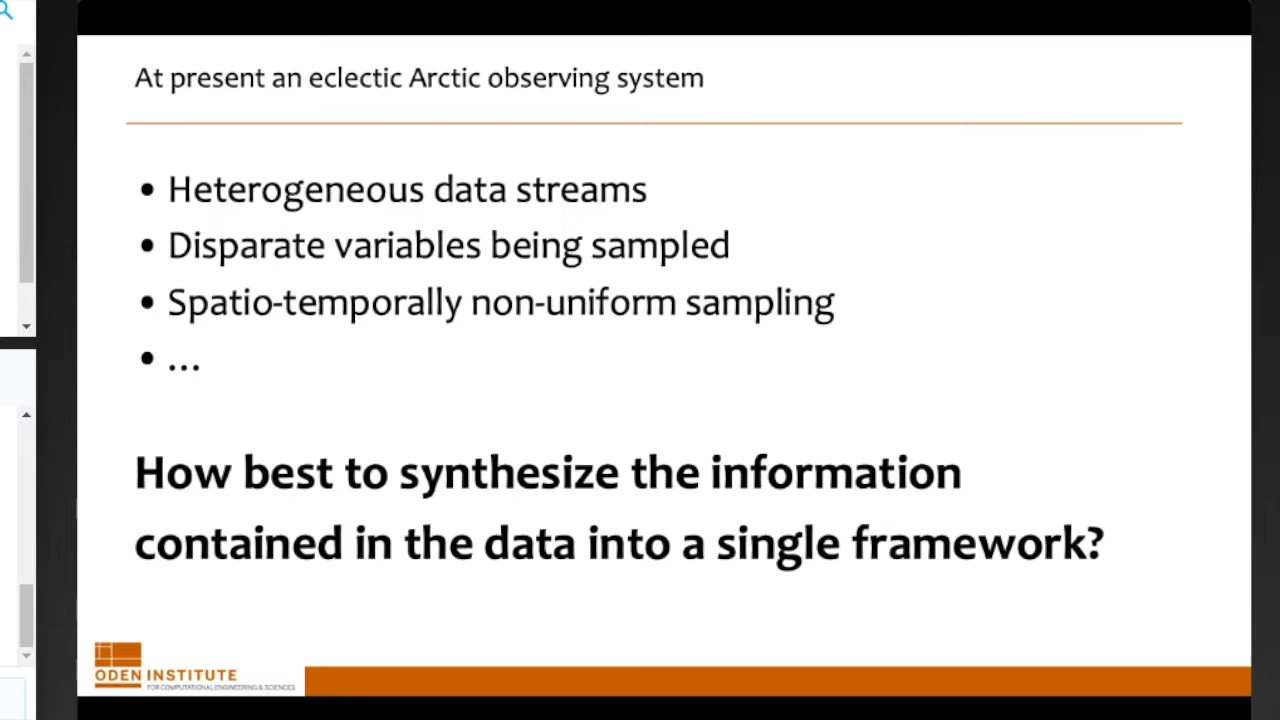 At present an eclectic Arctic observing system
• Heterogeneous data streams
• Disparate variables being sampled
• Spatio-temporally non-uniform sampling
• ...
How best to synthesize the information
contained in the data into a single framework?
ODEN INSTITUTE
FOR COMPUTATIONAL ENGINEERING & SCIENCES